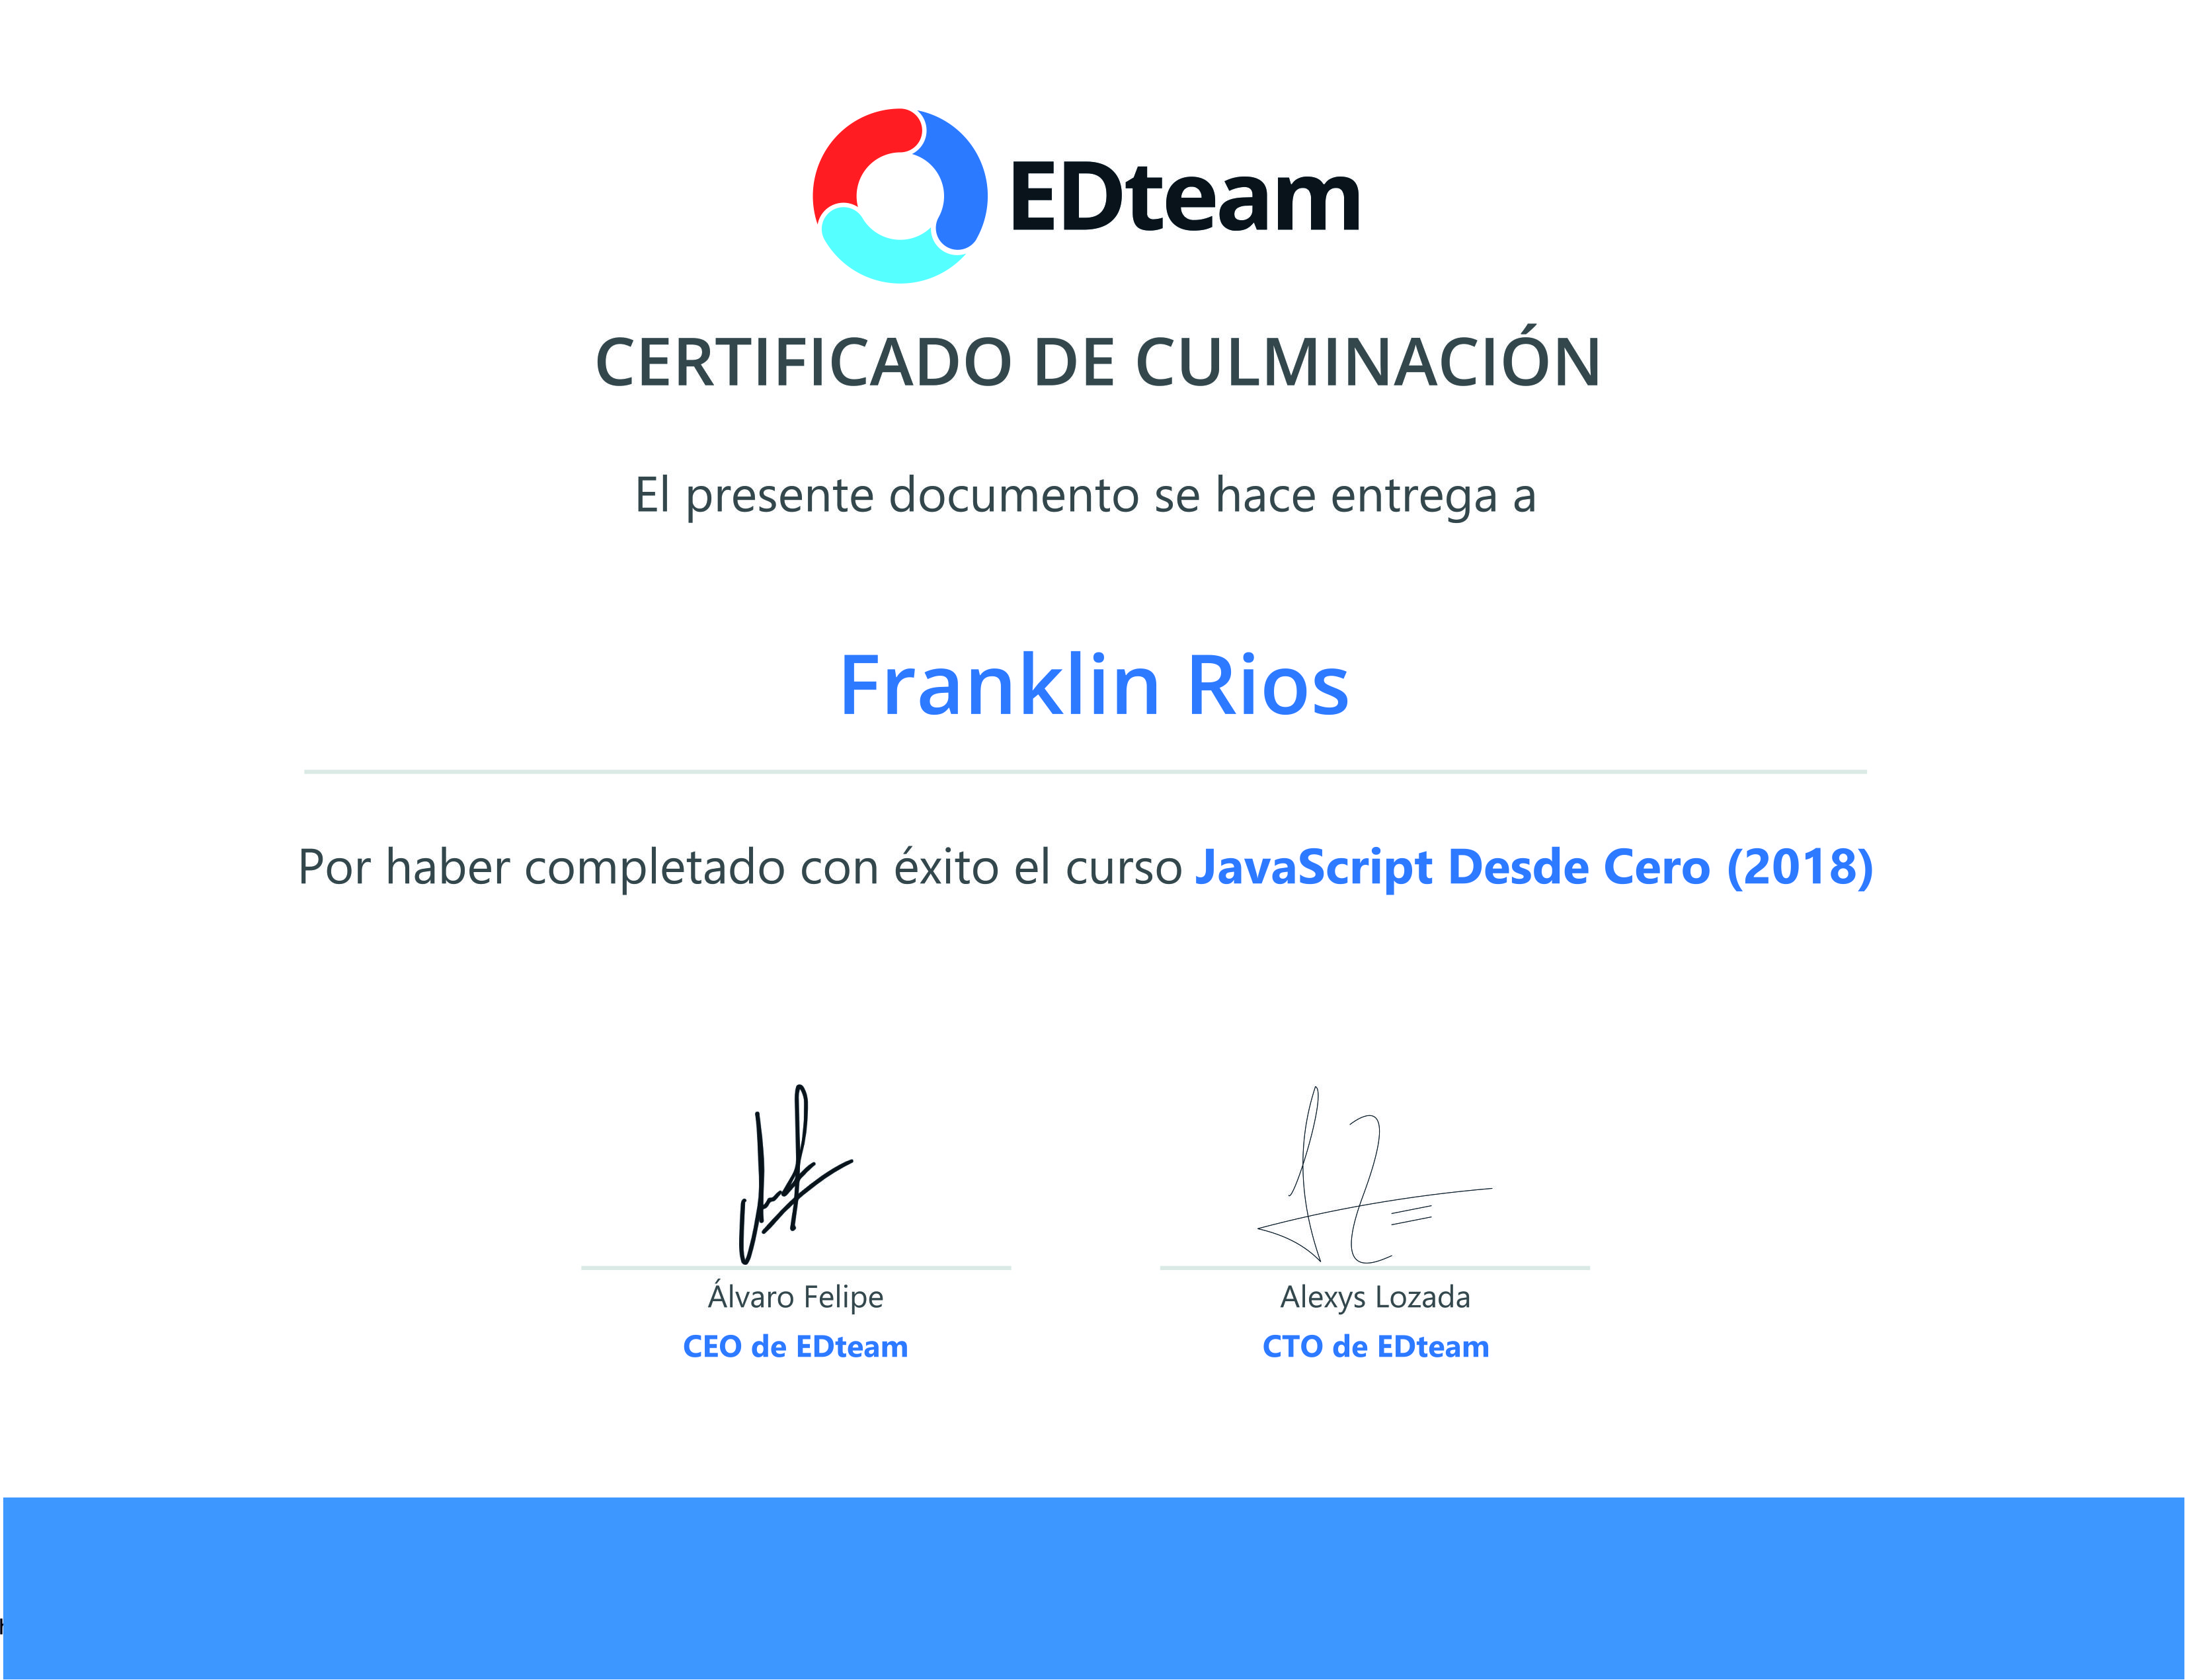 EDteam
CERTIFICADO DE CULMINACIÓN
El presente documento se hace entrega a
Franklin Rios
Por haber completado con éxito el curso JavaScript Desde Cero (2018)
Álvaro Felipe
CEO de EDteam
Alexys Lozada
CTO de EDteam